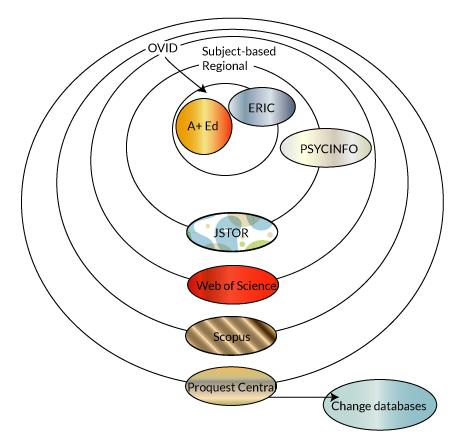 OVID
Subject-based
Regional
ERIC
A+ Ed
PSYCINFO
JSTOR
Web of Science
Scopus
Proquest Central
Change databases